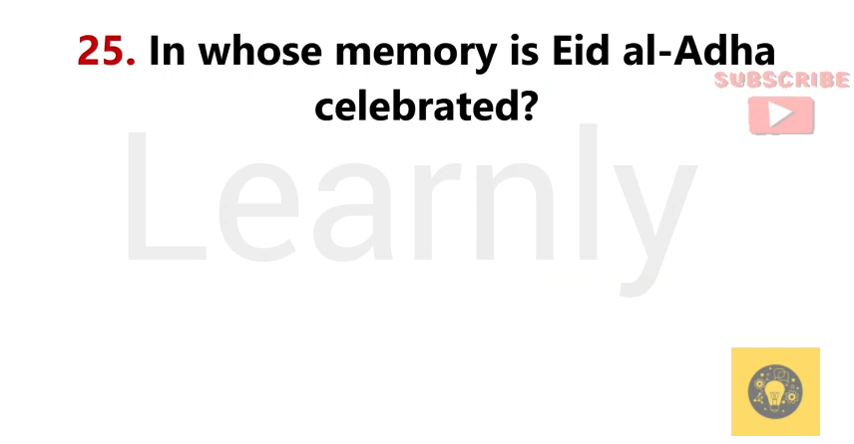 25. In whose memory is Eid al-Adha
SUBSCRIBE
celebrated?
Learnly